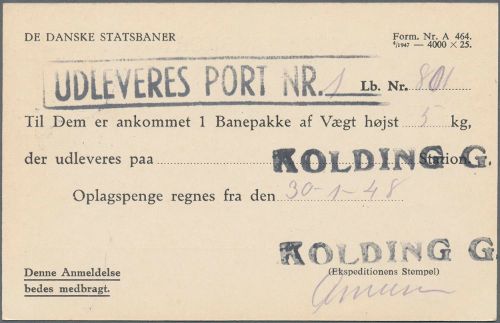 DE DANSKE STATSBANER
Form. Nr. A 464.
⁶/1947 — 4000 × 25.
UDLEVERES PORT NR. 1 Lb. Nr. 801
Til Dem er ankommet 1 Banepakke af Vægt højst 5 kg,
der udleveres paa KOLDING G. Station.
Oplagspenge regnes fra den 30-1-48
KOLDING G.
(Ekspeditionens Stempel)
Denne Anmeldelse
bedes medbragt.